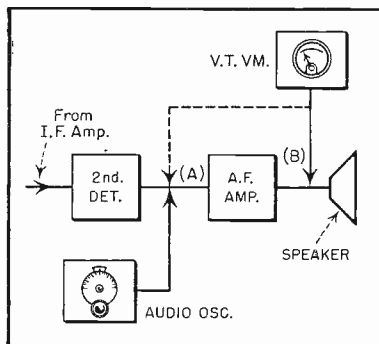 V.T. VM.
From
I.F. Amp.
(A)
(B)
2nd.
DET.
A.F.
AMP.
SPEAKER
AUDIO OSC.